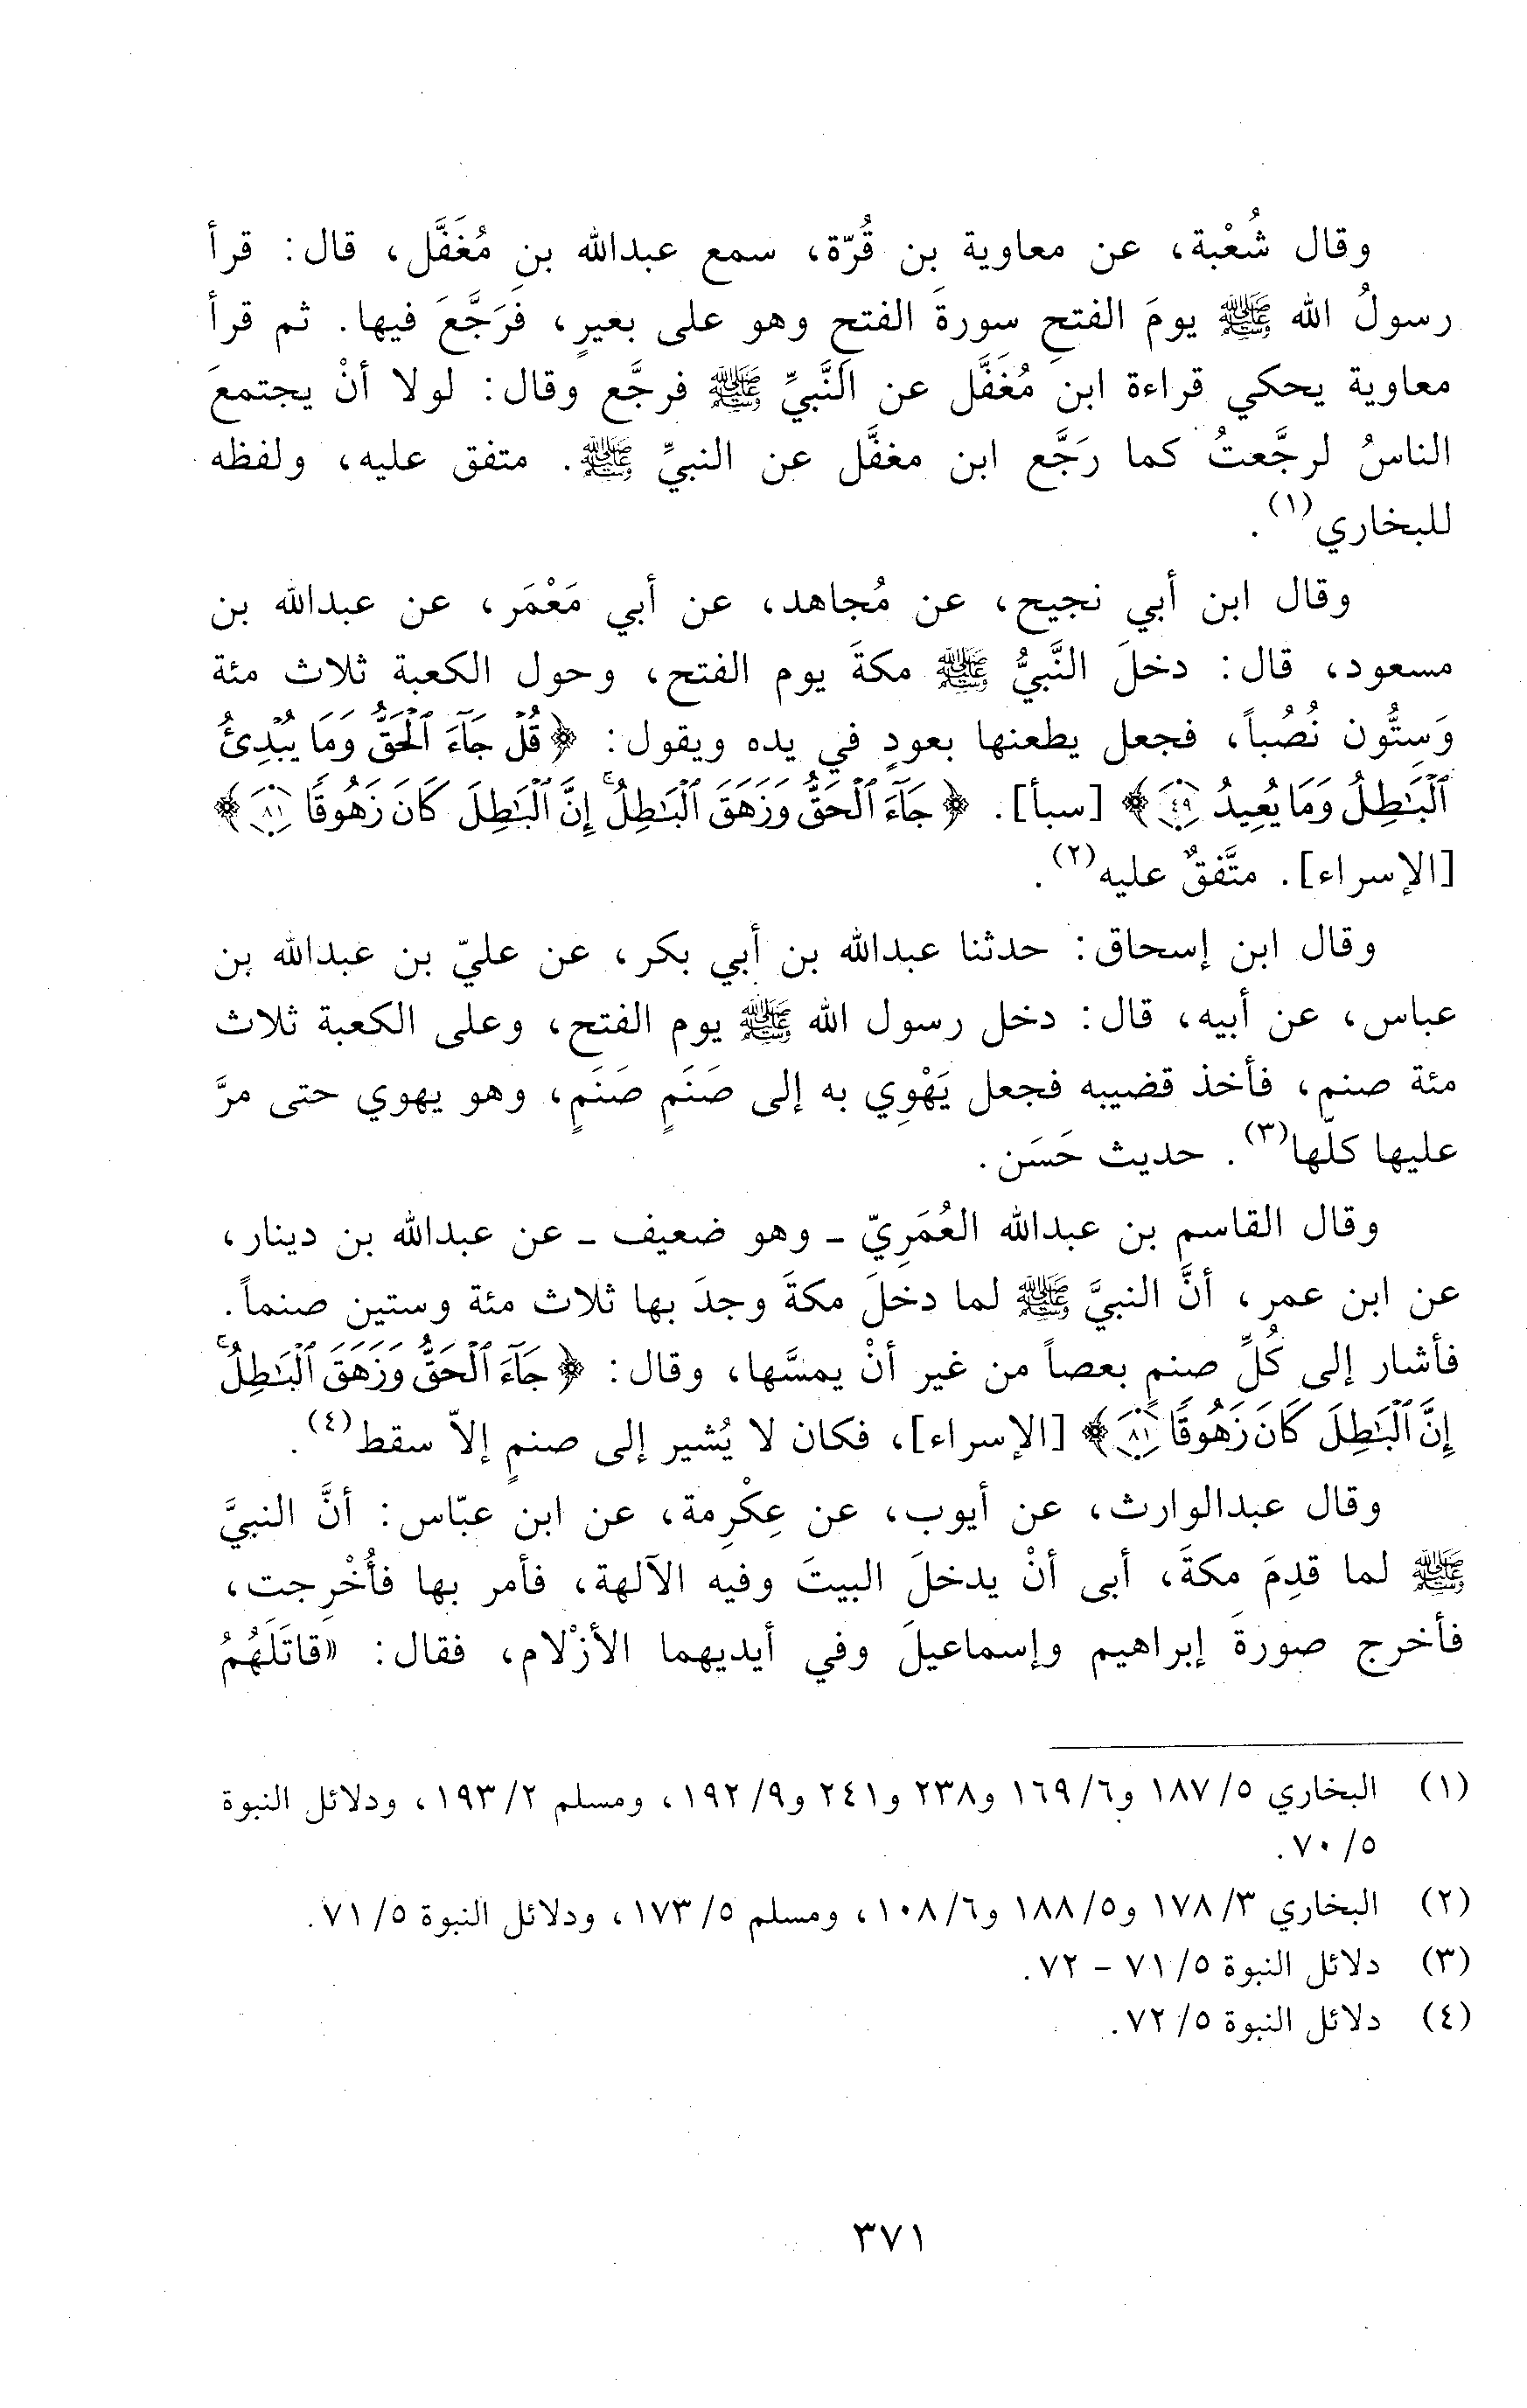 وقال شُعْبة، عن معاوية بن قُرّة، سمع عبدالله بنِ مُغَفَّل، قال: قرأ
رسولُ الله ﷺ يومَ الفتحِ سورةَ الفتحِ وهو على بعيرٍ، فَرَجَّعَ فيها. ثم قرأ
معاوية يحكي قراءة ابن مُغَفَّل عن النَّبيِّ ﷺ فرجَّع وقال: لولا أنْ يجتمعَ
الناسُ لرجَّعتُ كما رَجَّع ابن مغفَّل عن النبيِّ ﷺ. متفق عليه، ولفظه
للبخاري(١).
وقال ابن أبي نجيح، عن مُجاهد، عن أبي مَعْمَر، عن عبدالله بن
مسعود، قال: دخلَ النَّبيُّ ﷺ مكةَ يوم الفتح، وحول الكعبة ثلاث مئة
وَسِتُّون نُصُباً، فجعل يطعنها بعودٍ في يده ويقول: ﴿قُلْ جَآءَ ٱلْحَقُّ وَمَا يُبْدِئُ
ٱلْبَٰطِلُ وَمَا يُعِيدُ ٤٩﴾ [سبأ]. ﴿جَآءَ ٱلْحَقُّ وَزَهَقَ ٱلْبَٰطِلُ ۚ إِنَّ ٱلْبَٰطِلَ كَانَ زَهُوقًا ٨١﴾
[الإسراء]. متَّفقٌ عليه(٢).
وقال ابن إسحاق: حدثنا عبدالله بن أبي بكر، عن عليّ بن عبدالله بن
عباس، عن أبيه، قال: دخل رسول الله ﷺ يوم الفتح، وعلى الكعبة ثلاث
مئة صنم، فأخذ قضيبه فجعل يَهْوِي به إلى صَنَمٍ صَنَمٍ، وهو يهوي حتى مرَّ
عليها كلّها(٣). حديث حَسَن.
وقال القاسم بن عبدالله العُمَرِيّ - وهو ضعيف - عن عبدالله بن دينار،
عن ابن عمر، أنَّ النبيَّ ﷺ لما دخلَ مكةَ وجدَ بها ثلاث مئة وستين صنماً.
فأشار إلى كُلِّ صنمٍ بعصاً من غير أنْ يمسَّها، وقال: ﴿جَآءَ ٱلْحَقُّ وَزَهَقَ ٱلْبَٰطِلُ ۚ
إِنَّ ٱلْبَٰطِلَ كَانَ زَهُوقًا ٨١﴾ [الإسراء]، فكان لا يُشير إلى صنمٍ إلاّ سقط(٤).
وقال عبدالوارث، عن أيوب، عن عِكْرِمة، عن ابن عبّاس: أنَّ النبيَّ
ﷺ لما قدِمَ مكةَ، أبى أنْ يدخلَ البيتَ وفيه الآلهة، فأمر بها فأُخْرِجت،
فأخرج صورةَ إبراهيم وإسماعيلَ وفي أيديهما الأزْلام، فقال: «قاتَلَهُمُ
(١) البخاري ٥/ ١٨٧ و٦/ ١٦٩ و٢٣٨ و٢٤١ و٩/ ١٩٢، ومسلم ٢/ ١٩٣، ودلائل النبوة
٥/ ٧٠.
(٢) البخاري ٣/ ١٧٨ و٥/ ١٨٨ و٦/ ١٠٨، ومسلم ٥/ ١٧٣، ودلائل النبوة ٥/ ٧١.
(٣) دلائل النبوة ٥/ ٧١ - ٧٢.
(٤) دلائل النبوة ٥/ ٧٢.
٣٧١